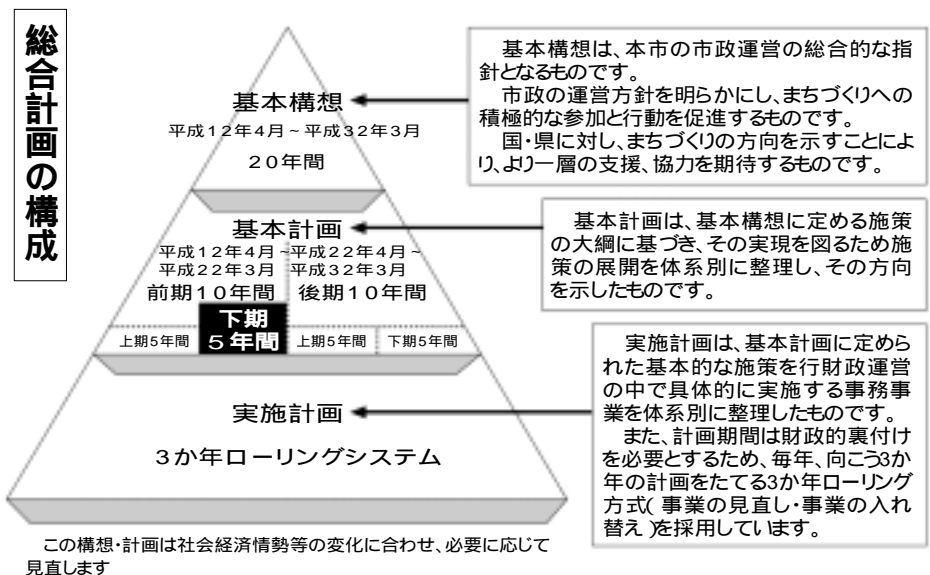 総合計画の構成
基本構想
平成12年4月~平成32年3月
20年間
基本構想は、本市の市政運営の総合的な指
針となるものです。
市政の運営方針を明らかにし、まちづくりへの
積極的な参加と行動を促進するものです。
国・県に対し、まちづくりの方向を示すことによ
り、より一層の支援、協力を期待するものです。
基本計画
平成12年4月~
平成22年3月
前期10年間
平成22年4月~
平成32年3月
後期10年間
上期5年間
下期
5年間
上期5年間
下期5年間
基本計画は、基本構想に定める施策
の大綱に基づき、その実現を図るため施
策の展開を体系別に整理し、その方向
を示したものです。
実施計画
3か年ローリングシステム
実施計画は、基本計画に定めら
れた基本的な施策を行財政運営
の中で具体的に実施する事務事
業を体系別に整理したものです。
また、計画期間は財政的裏付け
を必要とするため、毎年、向こう3か
年の計画をたてる3か年ローリング
方式(事業の見直し・事業の入れ
替え)を採用しています。
この構想・計画は社会経済情勢等の変化に合わせ、必要に応じて
見直します